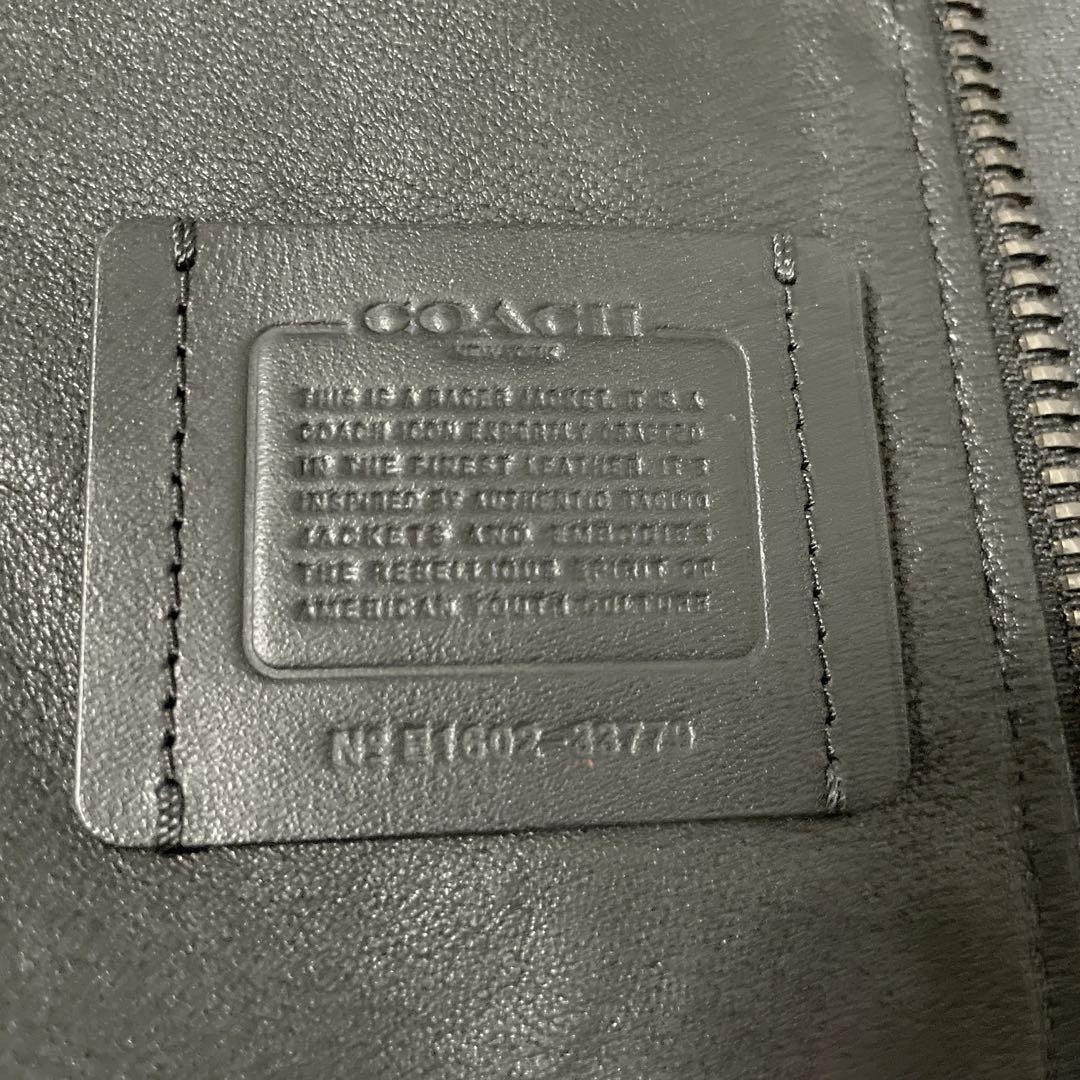 COACH
NEW YORK
THIS IS A RACER JACKET. IT IS A
COACH ICON EXPERTLY CRAFTED
IN THE FINEST LEATHER. IT'S
INSPIRED BY AUTHENTIC RACING
JACKETS AND EMBODIES
THE REBELLIOUS SPIRIT OF
AMERICAN YOUTH CULTURE
Nº E1602-33779